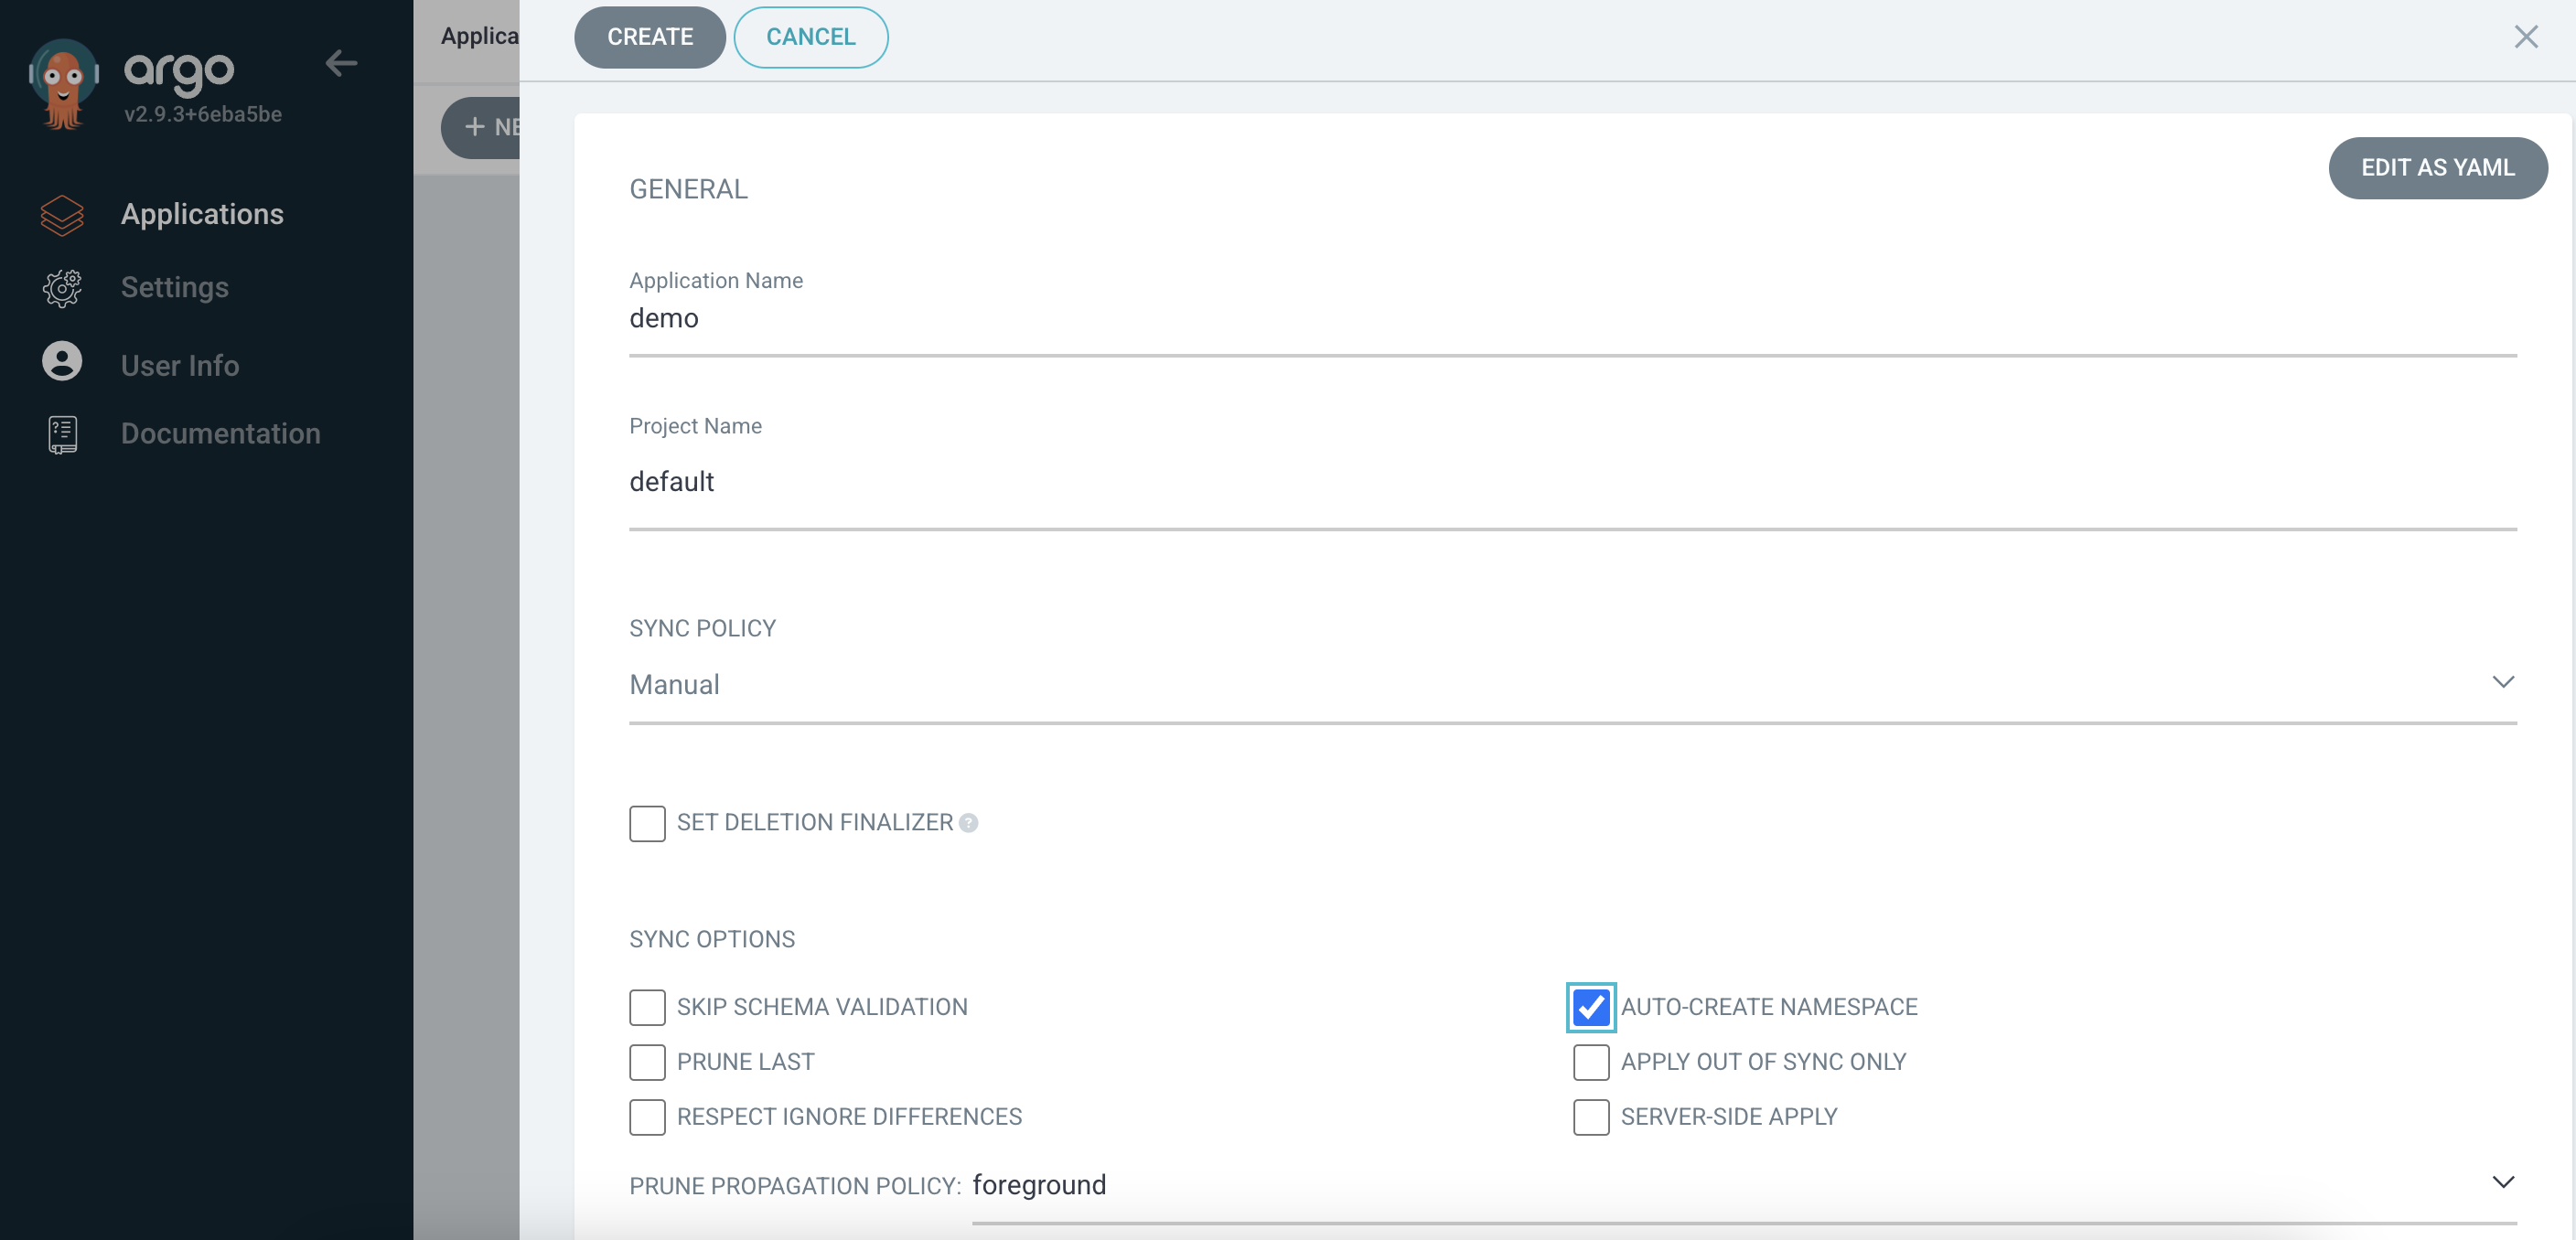 argo
v2.9.3+6eba5be
Applications
Settings
User Info
Documentation
Applica
+ NE
CREATE
CANCEL
EDIT AS YAML
GENERAL
Application Name
demo
Project Name
default
SYNC POLICY
Manual
SET DELETION FINALIZER ?
SYNC OPTIONS
SKIP SCHEMA VALIDATION
AUTO-CREATE NAMESPACE
PRUNE LAST
APPLY OUT OF SYNC ONLY
RESPECT IGNORE DIFFERENCES
SERVER-SIDE APPLY
PRUNE PROPAGATION POLICY: foreground